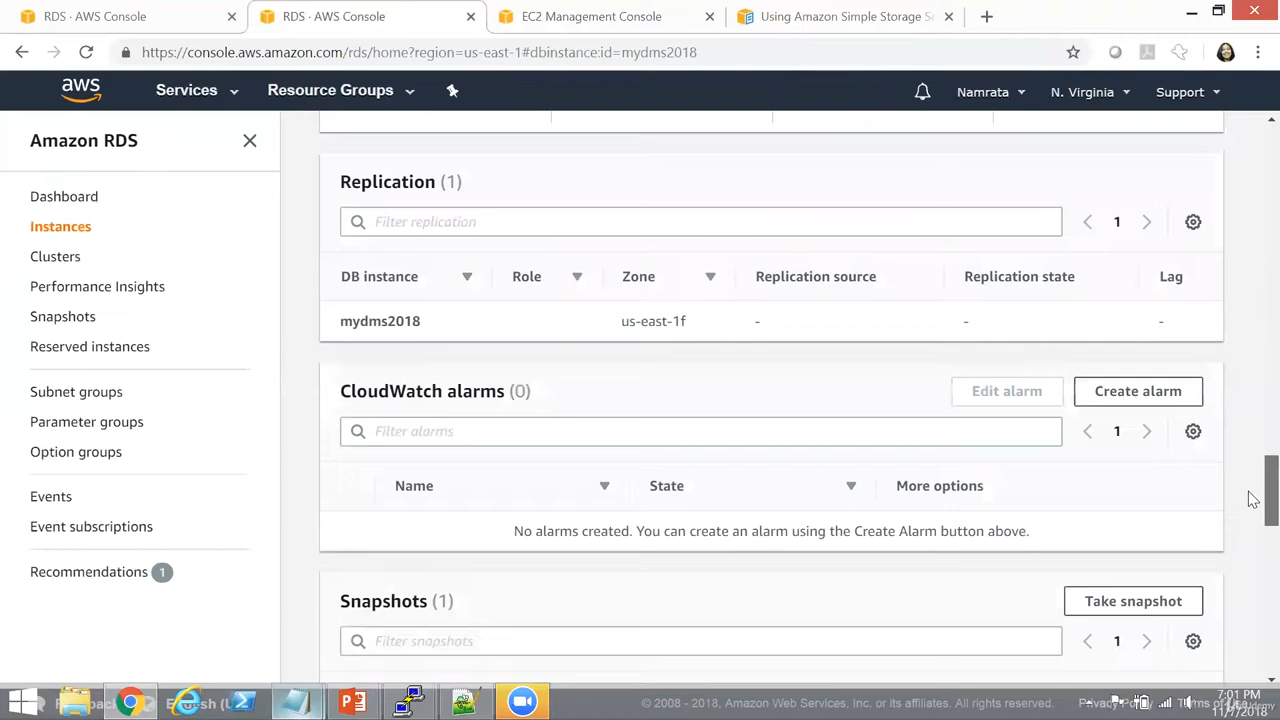 RDS · AWS Console
RDS · AWS Console
EC2 Management Console
Using Amazon Simple Storage Se
https://console.aws.amazon.com/rds/home?region=us-east-1#dbinstance:id=mydms2018
aws
Services
Resource Groups
Namrata
N. Virginia
Support
Amazon RDS
Dashboard
Instances
Clusters
Performance Insights
Snapshots
Reserved instances
Subnet groups
Parameter groups
Option groups
Events
Event subscriptions
Recommendations 1
Replication (1)
Filter replication
1
DB instance Role Zone Replication source Replication state Lag
mydms2018 us-east-1f - - -
CloudWatch alarms (0)
Edit alarm
Create alarm
Filter alarms
1
Name State More options
No alarms created. You can create an alarm using the Create Alarm button above.
Snapshots (1)
Take snapshot
Filter snapshots
1
© 2008 - 2018, Amazon Web Services, Inc. or its affiliates. All rights reserved.
7:01 PM
11/7/2018